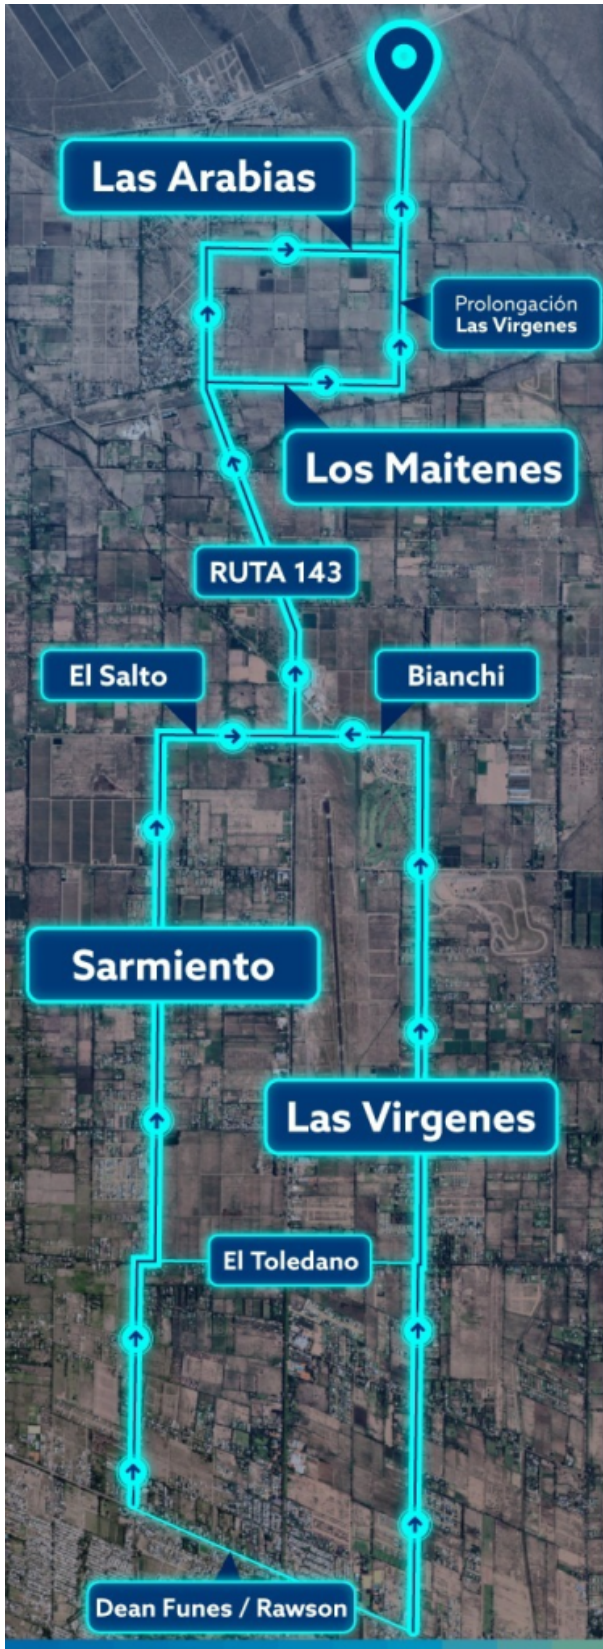 Las Arabias
Prolongación
Las Virgenes
Los Maitenes
RUTA 143
El Salto
Bianchi
Sarmiento
Las Virgenes
El Toledano
Dean Funes / Rawson